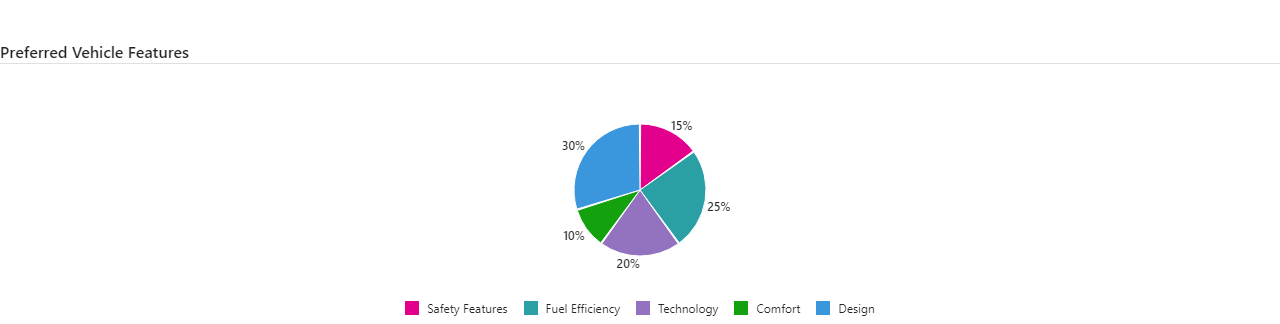 Preferred Vehicle Features
15%
30%
25%
10%
20%
Safety Features Fuel Efficiency Technology Comfort Design